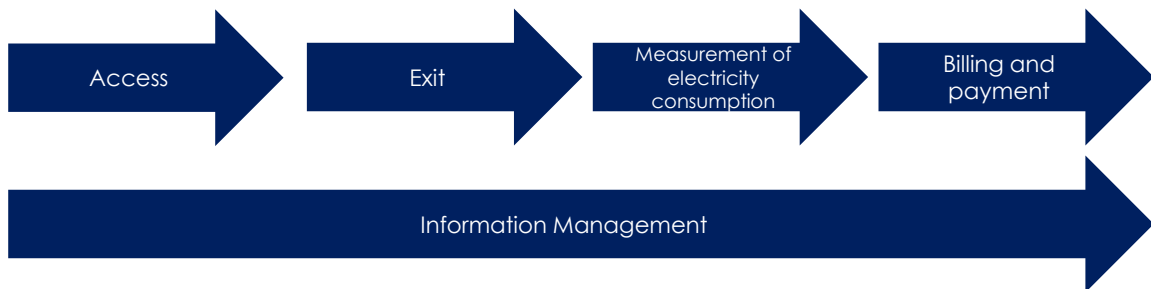 Access
Exit
Measurement of
electricity
consumption
Billing and
payment
Information Management